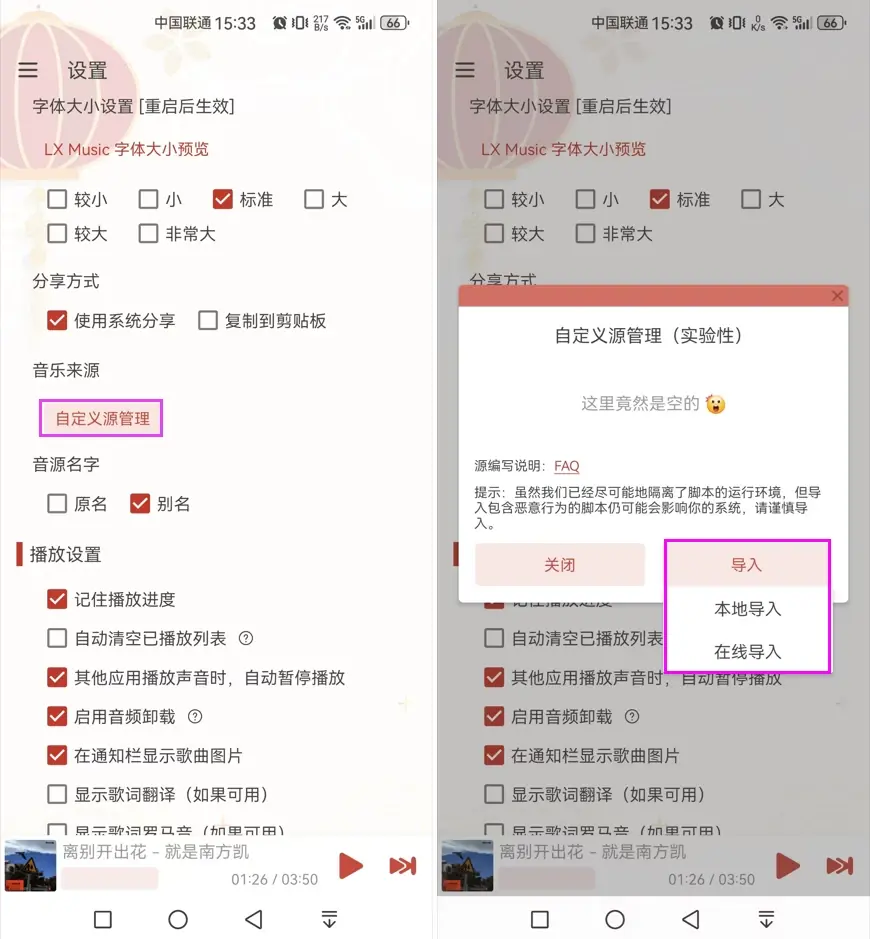 中国联通 15:33 217 B/s 5G 66
设置
字体大小设置 [重启后生效]
LX Music 字体大小预览
较小 小 标准 大
较大 非常大
分享方式
使用系统分享 复制到剪贴板
音乐来源
自定义源管理
音源名字
原名 别名
播放设置
记住播放进度
自动清空已播放列表
其他应用播放声音时，自动暂停播放
启用音频卸载
在通知栏显示歌曲图片
显示歌词翻译（如果可用）
显示歌词罗马音（如果可用）
离别开出花 - 就是南方凯
01:26 / 03:50
中国联通 15:33 0 K/s 5G 66
设置
字体大小设置 [重启后生效]
LX Music 字体大小预览
较小 小 标准 大
较大 非常大
分享方式
自定义源管理（实验性）
这里竟然是空的
源编写说明：FAQ
提示：虽然我们已经尽可能地隔离了脚本的运行环境，但导
入包含恶意行为的脚本仍可能会影响你的系统，请谨慎导
入。
关闭 导入
本地导入
在线导入
记住播放进度
自动清空已播放列表
其他应用播放声音时，自动暂停播放
启用音频卸载
在通知栏显示歌曲图片
显示歌词翻译（如果可用）
显示歌词罗马音（如果可用）
离别开出花 - 就是南方凯
01:26 / 03:50